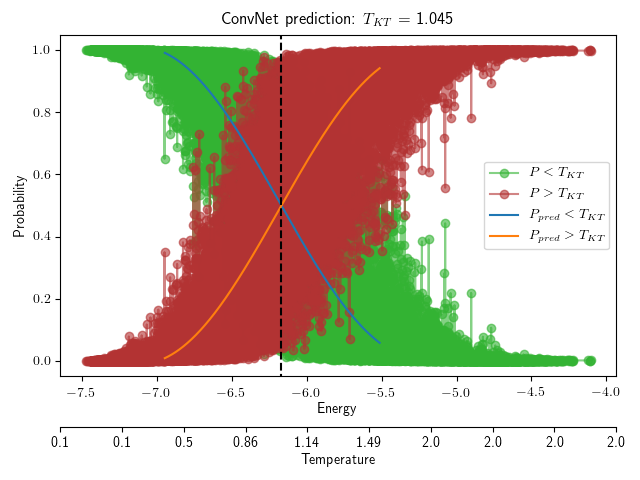 ConvNet prediction: T_{KT} = 1.045
Probability
1.0
0.8
0.6
0.4
0.2
0.0
P < T_{KT}
P > T_{KT}
P_{pred} < T_{KT}
P_{pred} > T_{KT}
−7.5 −7.0 −6.5 −6.0 −5.5 −5.0 −4.5 −4.0
Energy
0.1 0.1 0.5 0.86 1.14 1.49 2.0 2.0 2.0 2.0
Temperature